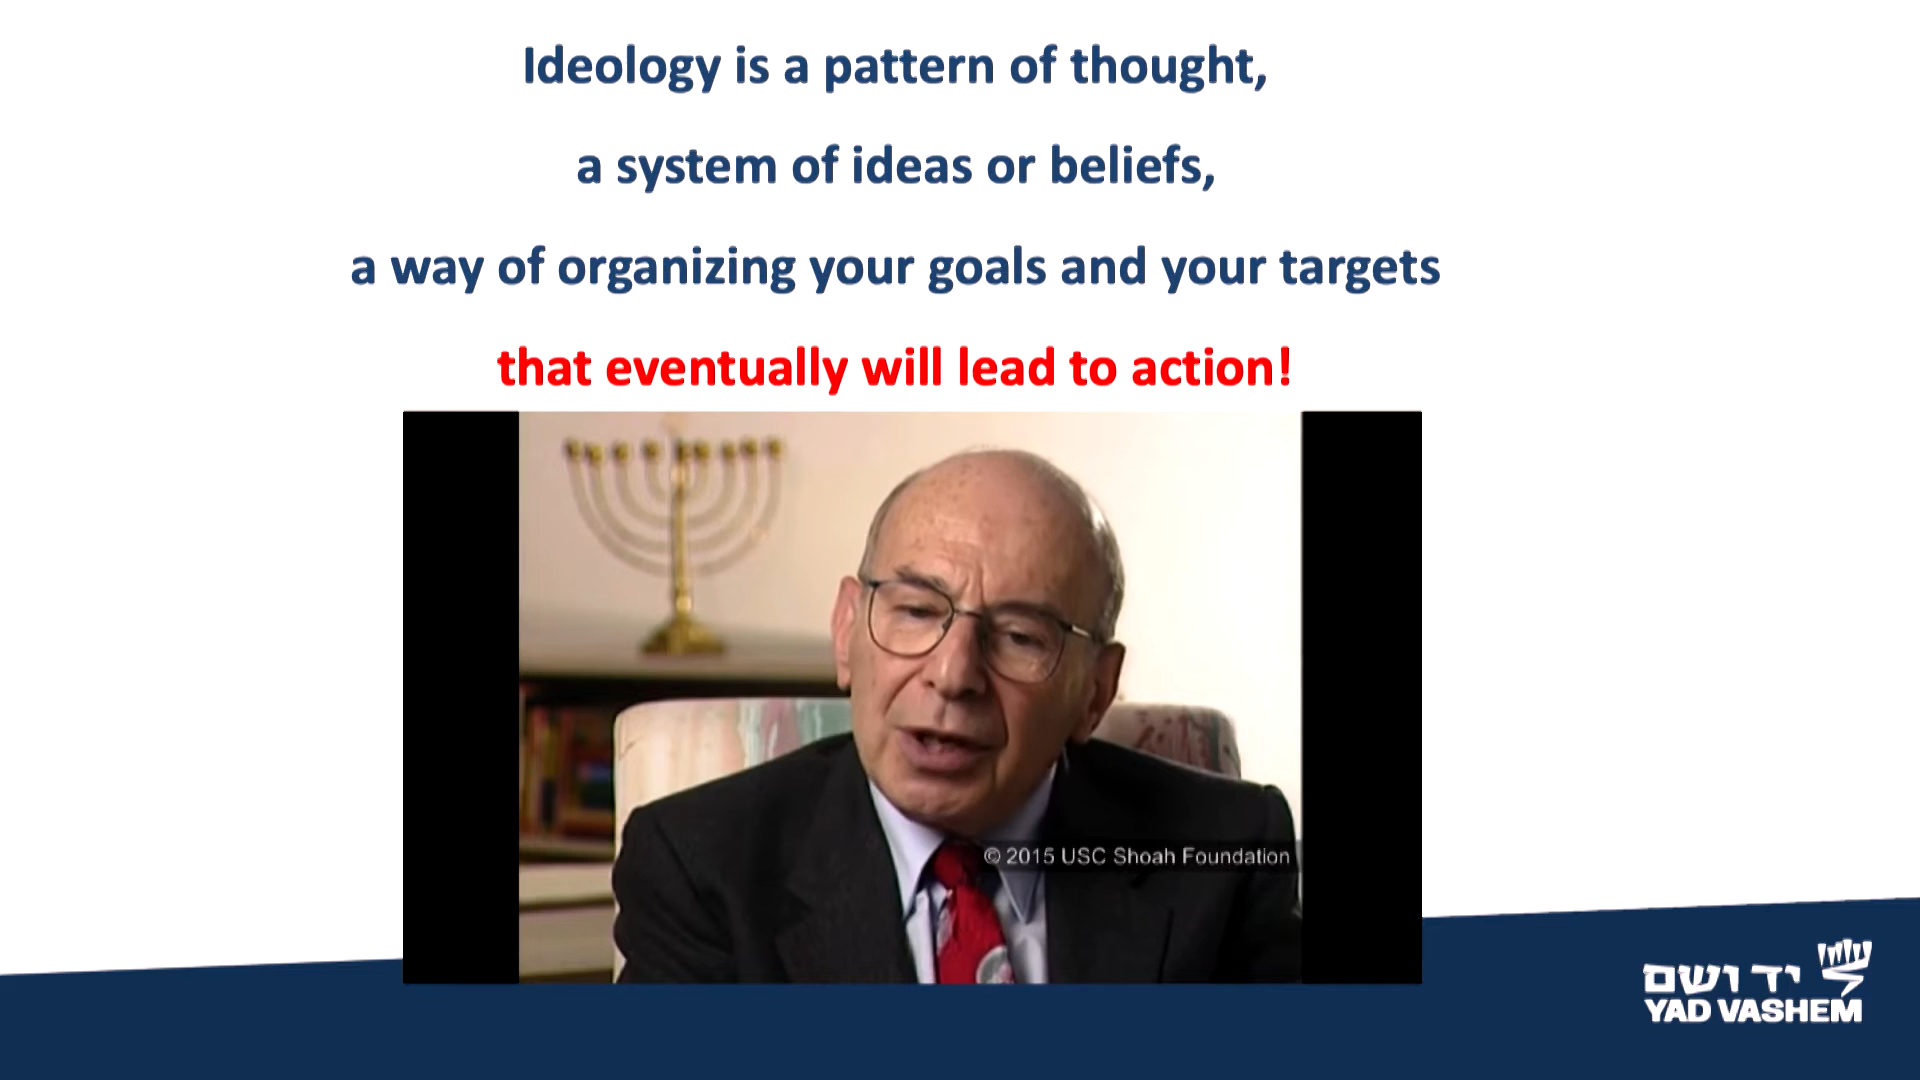 Ideology is a pattern of thought,
a system of ideas or beliefs,
a way of organizing your goals and your targets
that eventually will lead to action!
© 2015 USC Shoah Foundation
יד ושם
YAD VASHEM